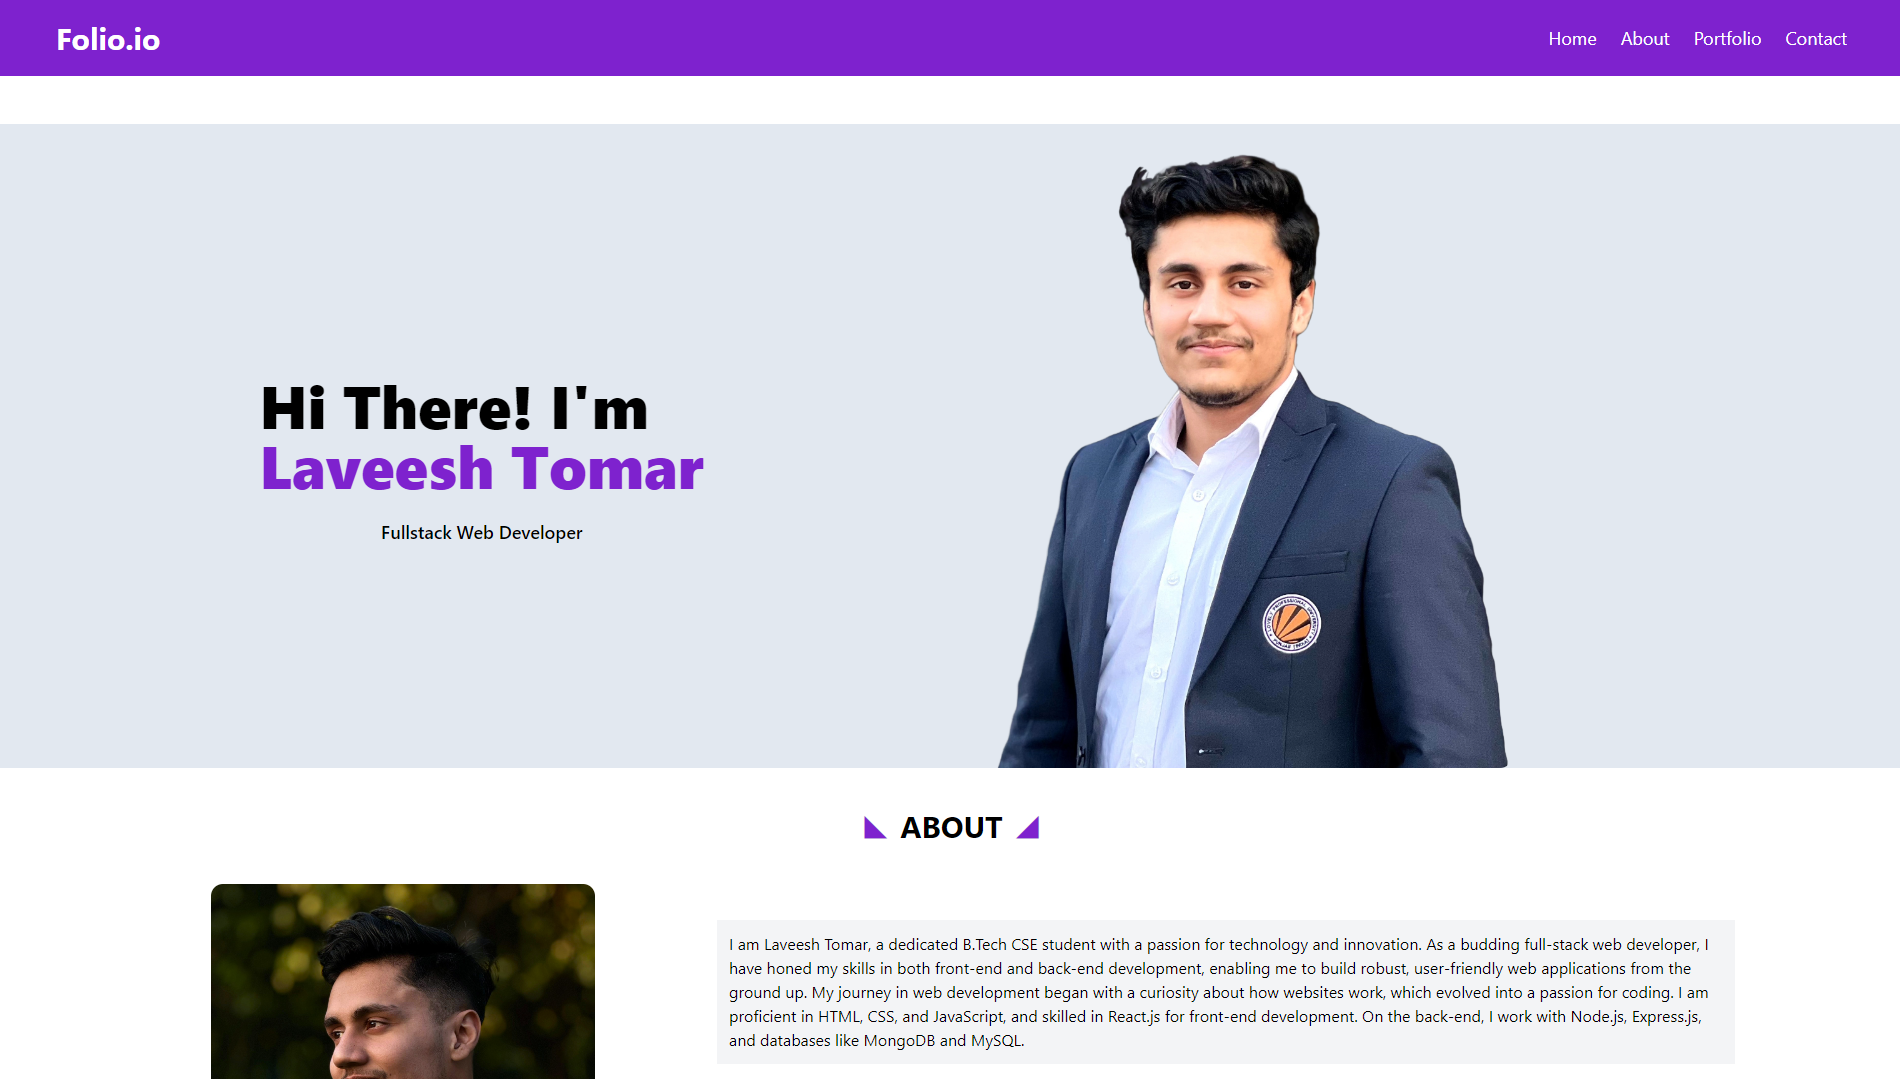 Folio.io
Home About Portfolio Contact
Hi There! I'm
Laveesh Tomar
Fullstack Web Developer
ABOUT
I am Laveesh Tomar, a dedicated B.Tech CSE student with a passion for technology and innovation. As a budding full-stack web developer, I
have honed my skills in both front-end and back-end development, enabling me to build robust, user-friendly web applications from the
ground up. My journey in web development began with a curiosity about how websites work, which evolved into a passion for coding. I am
proficient in HTML, CSS, and JavaScript, and skilled in React.js for front-end development. On the back-end, I work with Node.js, Express.js,
and databases like MongoDB and MySQL.